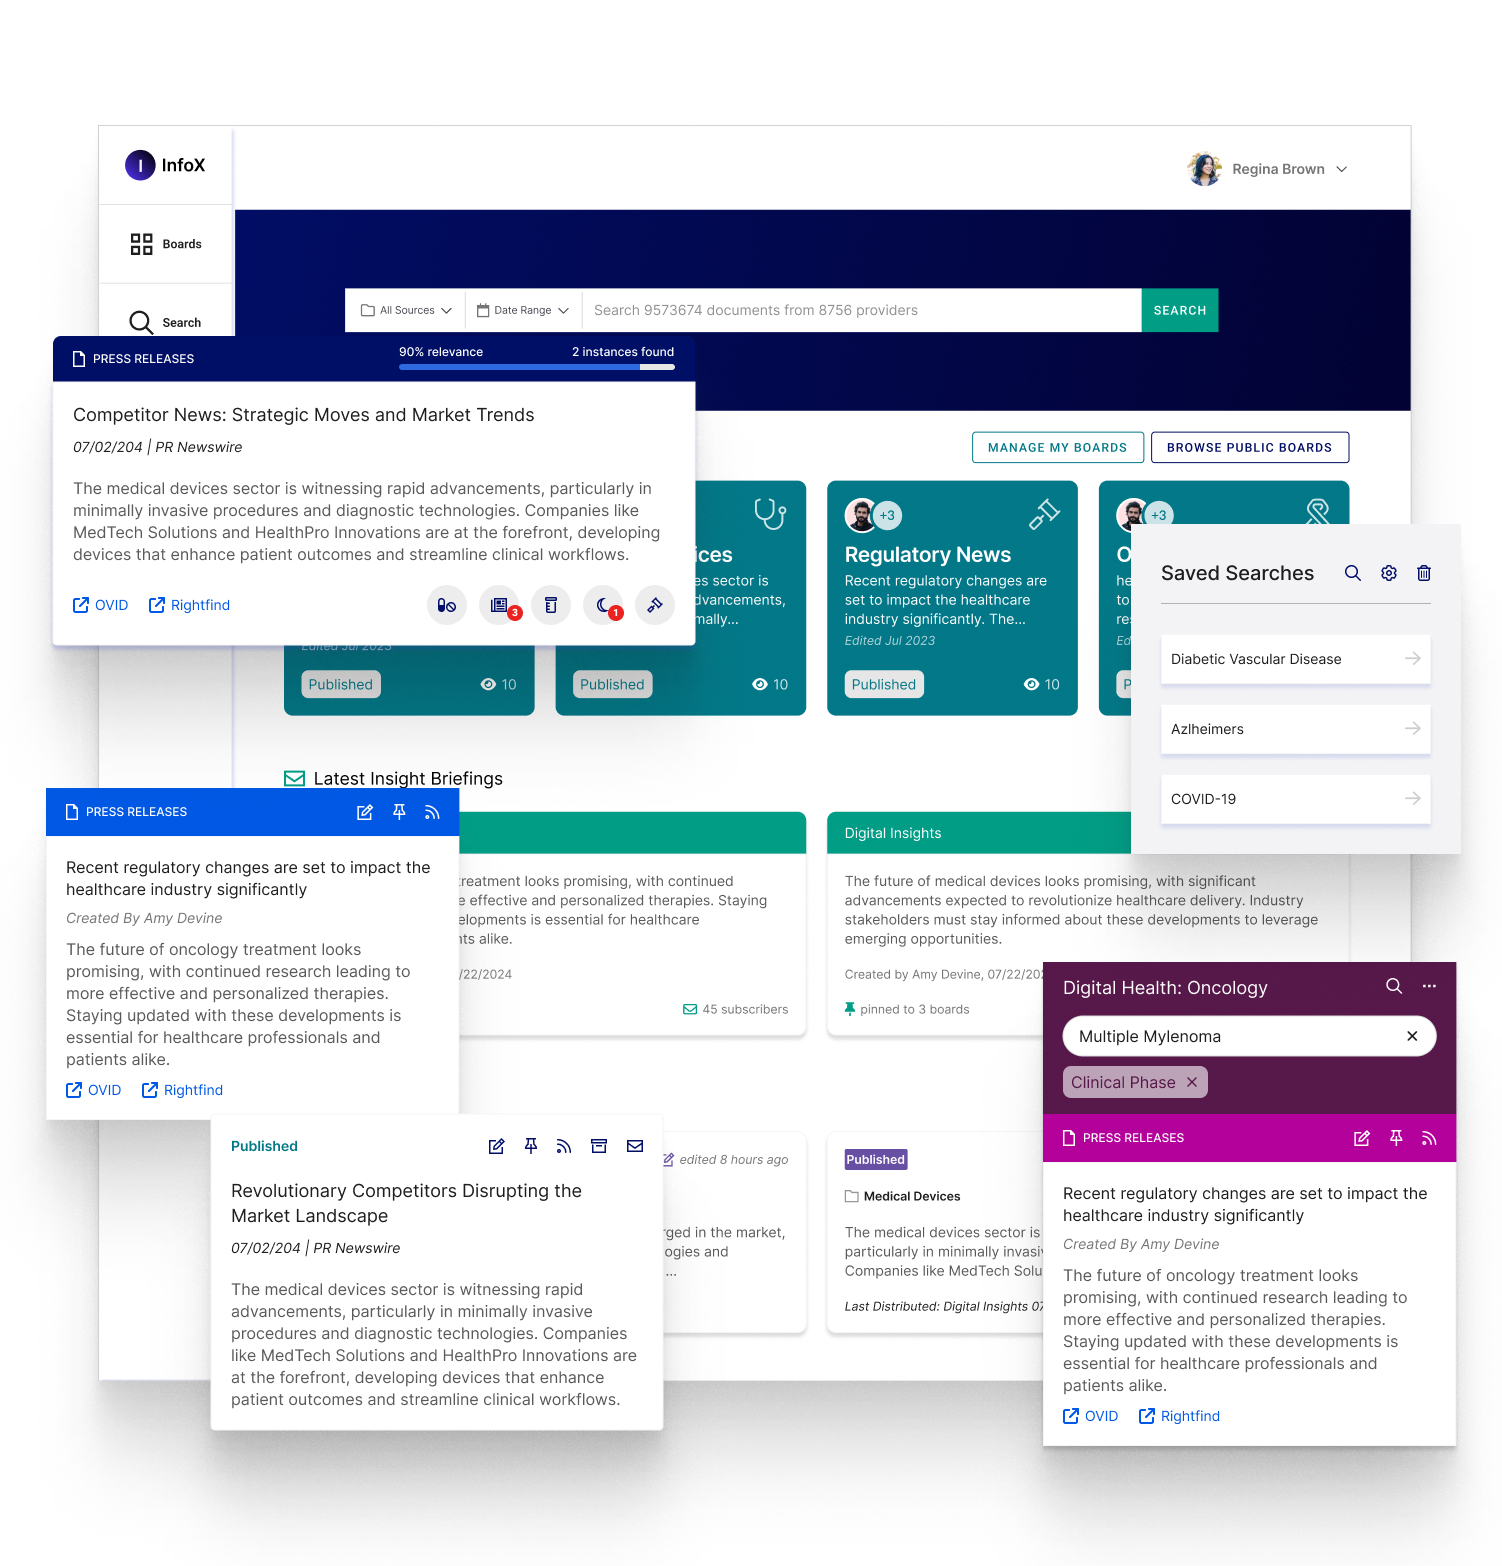 I InfoX
Regina Brown
Boards
Search
All Sources
Date Range
Search 9573674 documents from 8756 providers
SEARCH
PRESS RELEASES
90% relevance
2 instances found
Competitor News: Strategic Moves and Market Trends
07/02/204 | PR Newswire
The medical devices sector is witnessing rapid advancements, particularly in
minimally invasive procedures and diagnostic technologies. Companies like
MedTech Solutions and HealthPro Innovations are at the forefront, developing
devices that enhance patient outcomes and streamline clinical workflows.
OVID
Rightfind
3
1
MANAGE MY BOARDS
BROWSE PUBLIC BOARDS
Edited Jul 2023
Published
10
sector is
Published
10
+3
Regulatory News
Recent regulatory changes are
set to impact the healthcare
industry significantly. The...
Edited Jul 2023
Published
10
+3
Saved Searches
Diabetic Vascular Disease
Azlheimers
COVID-19
Latest Insight Briefings
PRESS RELEASES
Recent regulatory changes are set to impact the
healthcare industry significantly
Created By Amy Devine
The future of oncology treatment looks
promising, with continued research leading to
more effective and personalized therapies.
Staying updated with these developments is
essential for healthcare professionals and
patients alike.
OVID
Rightfind
looks promising, with continued
effective and personalized therapies. Staying
is essential for healthcare
alike.
/22/2024
45 subscribers
Digital Insights
The future of medical devices looks promising, with significant
advancements expected to revolutionize healthcare delivery. Industry
stakeholders must stay informed about these developments to leverage
emerging opportunities.
Created by Amy Devine, 07/22/202
pinned to 3 boards
Digital Health: Oncology
Multiple Mylenoma
Clinical Phase
PRESS RELEASES
Recent regulatory changes are set to impact the
healthcare industry significantly
Created By Amy Devine
The future of oncology treatment looks
promising, with continued research leading to
more effective and personalized therapies.
Staying updated with these developments is
essential for healthcare professionals and
patients alike.
OVID
Rightfind
Published
Revolutionary Competitors Disrupting the
Market Landscape
07/02/204 | PR Newswire
The medical devices sector is witnessing rapid
advancements, particularly in minimally invasive
procedures and diagnostic technologies. Companies
like MedTech Solutions and HealthPro Innovations are
at the forefront, developing devices that enhance
patient outcomes and streamline clinical workflows.
edited 8 hours ago
in the market,
and
...
Published
Medical Devices
The medical devices sector is
particularly in minimally
Companies like MedTech
Last Distributed: Digital Insights 07